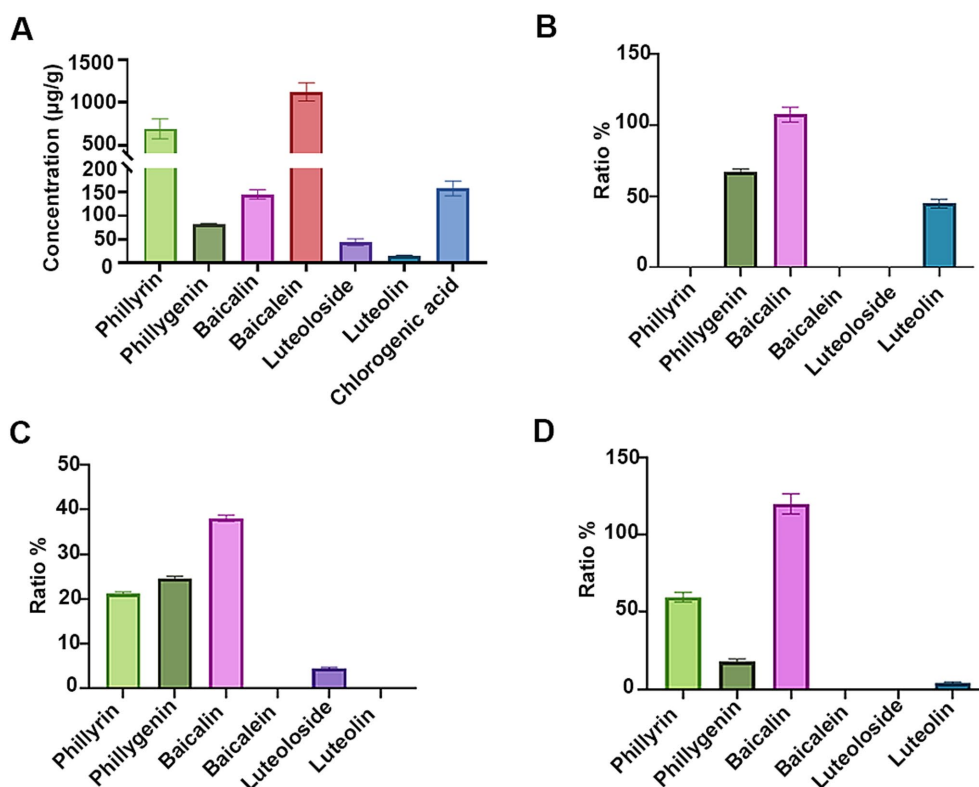 A
Concentration (µg/g)
1500
1000
500
200
150
100
50
0
Phillyrin
Phillygenin
Baicalin
Baicalein
Luteoloside
Luteolin
Chlorogenic acid
B
Ratio %
150
100
50
0
Phillyrin
Phillygenin
Baicalin
Baicalein
Luteoloside
Luteolin
C
Ratio %
50
40
30
20
10
0
Phillyrin
Phillygenin
Baicalin
Baicalein
Luteoloside
Luteolin
D
Ratio %
150
100
50
0
Phillyrin
Phillygenin
Baicalin
Baicalein
Luteoloside
Luteolin